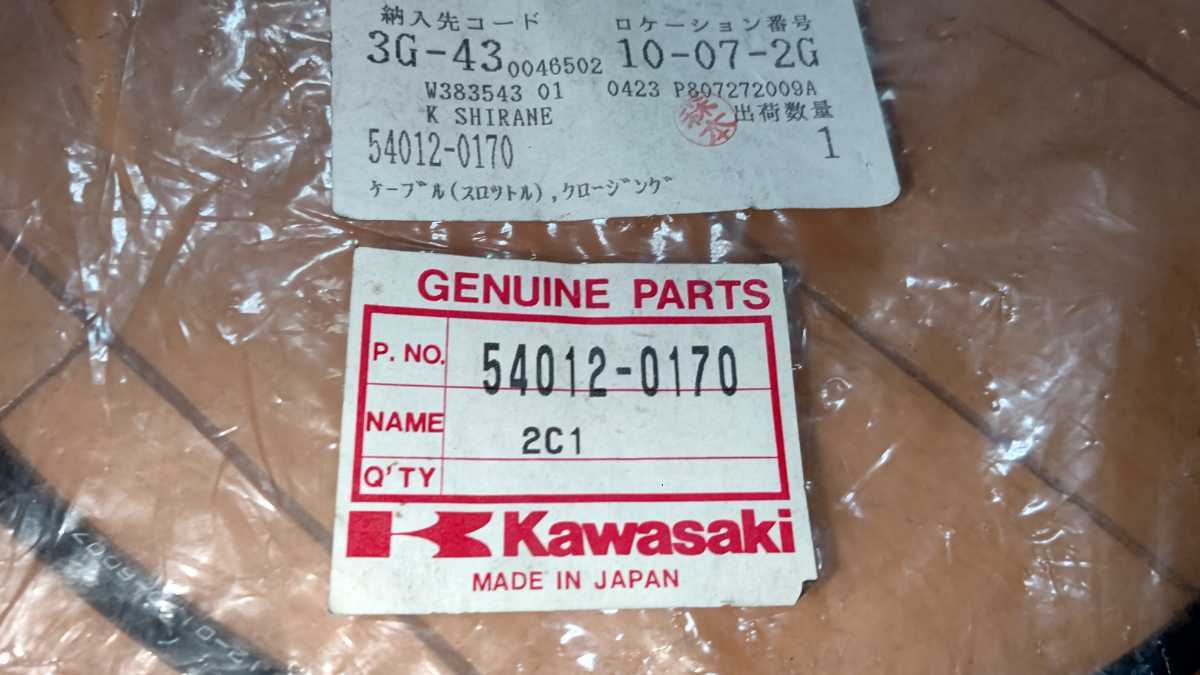 納入先コード ロケーション番号
3G-43 0046502 10-07-2G
W383543 01 0423 P807272009A
K SHIRANE 出荷数量
54012-0170 1
ケーブル(スロットル),クロージング
GENUINE PARTS
P. NO. 54012-0170
NAME 2C1
Q'TY
Kawasaki
MADE IN JAPAN